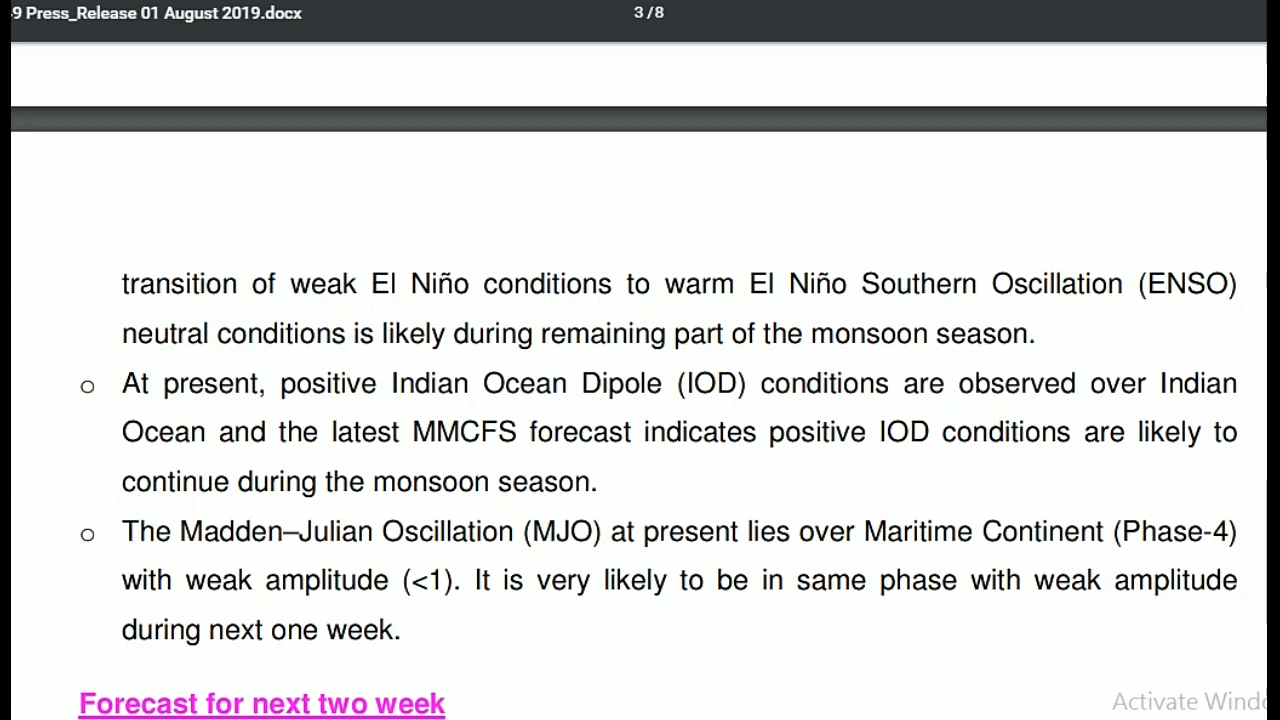 9 Press_Release 01 August 2019.docx
3 / 8
transition of weak El Niño conditions to warm El Niño Southern Oscillation (ENSO)
neutral conditions is likely during remaining part of the monsoon season.
o At present, positive Indian Ocean Dipole (IOD) conditions are observed over Indian
Ocean and the latest MMCFS forecast indicates positive IOD conditions are likely to
continue during the monsoon season.
o The Madden–Julian Oscillation (MJO) at present lies over Maritime Continent (Phase-4)
with weak amplitude (<1). It is very likely to be in same phase with weak amplitude
during next one week.
Forecast for next two week
Activate Windo